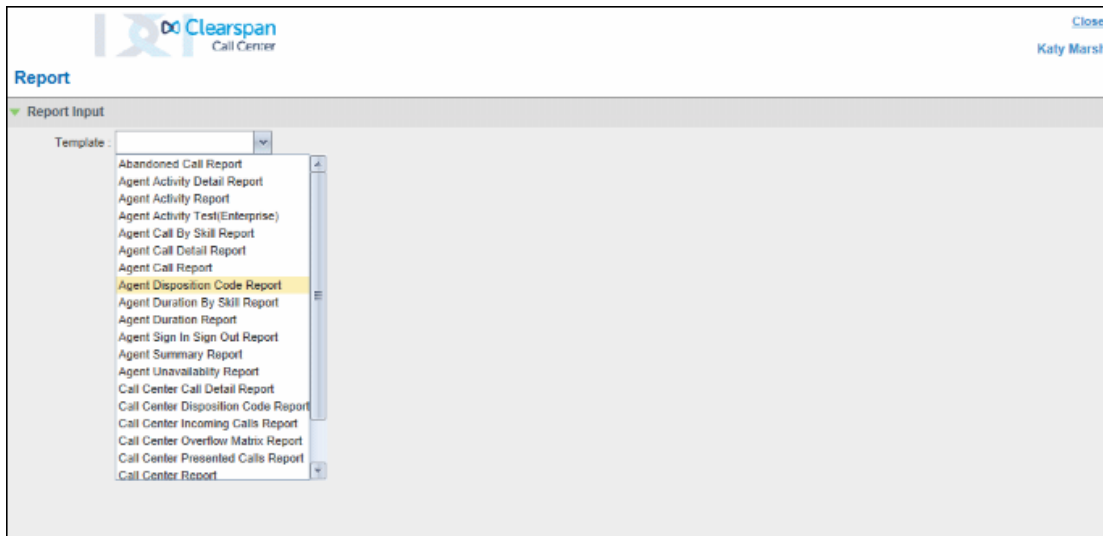 Clearspan
Call Center
Close
Katy Marsh
Report
Report Input
Template :
Abandoned Call Report
Agent Activity Detail Report
Agent Activity Report
Agent Activity Test(Enterprise)
Agent Call By Skill Report
Agent Call Detail Report
Agent Call Report
Agent Disposition Code Report
Agent Duration By Skill Report
Agent Duration Report
Agent Sign In Sign Out Report
Agent Summary Report
Agent Unavailablity Report
Call Center Call Detail Report
Call Center Disposition Code Report
Call Center Incoming Calls Report
Call Center Overflow Matrix Report
Call Center Presented Calls Report
Call Center Report